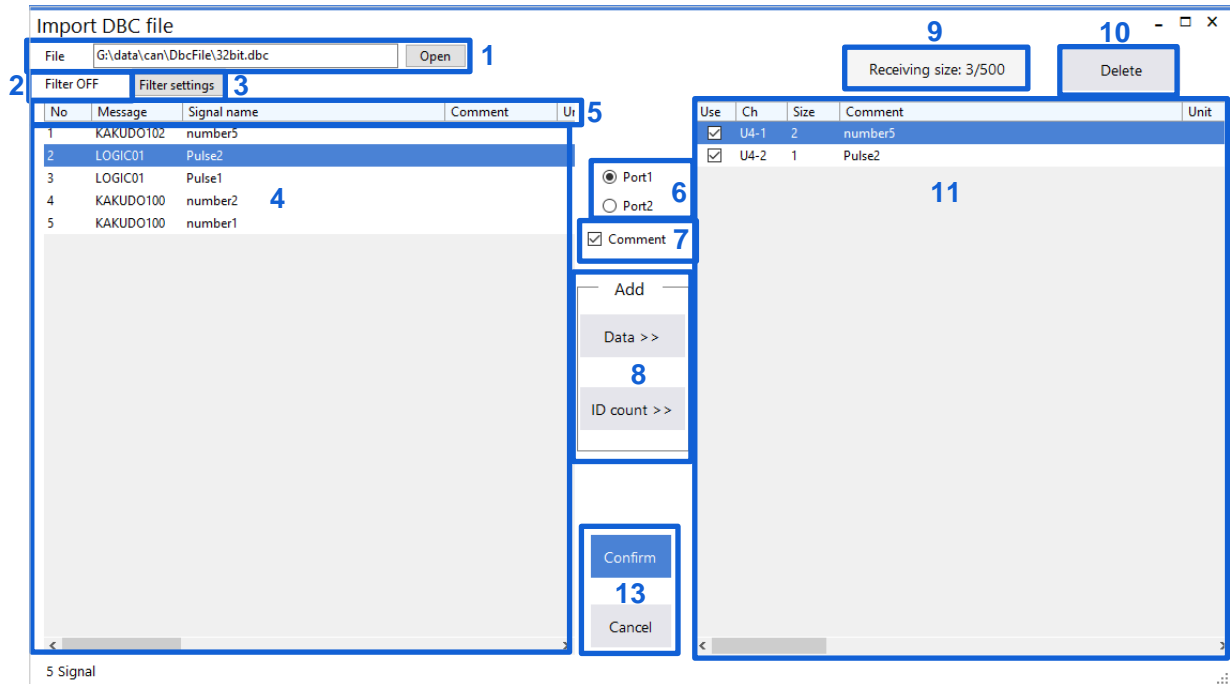 Import DBC file
File G:\data\can\DbcFile\32bit.dbc Open 1
9
10
Receiving size: 3/500
Delete
2 Filter OFF Filter settings 3
No Message Signal name Comment 5
1 KAKUDO102 number5
2 LOGIC01 Pulse2
3 LOGIC01 Pulse1
4 KAKUDO100 number2
5 KAKUDO100 number1
4
Port1
Port2
6
Comment 7
Add
Data >>
8
ID count >>
Confirm
13
Cancel
Use Ch Size Comment Unit
U4-1 2 number5
U4-2 1 Pulse2
11
5 Signal